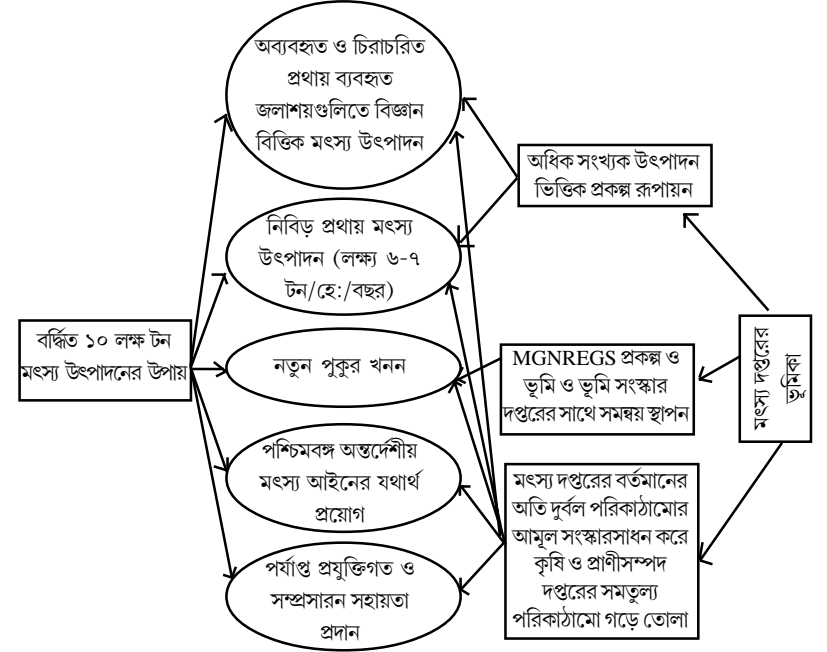 অব্যবহৃত ও চিরাচরিত
প্রথায় ব্যবহৃত
জলাশয়গুলিতে বিজ্ঞান
বিত্তিক মৎস্য উৎপাদন
নিবিড় প্রথায় মৎস্য
উৎপাদন (লক্ষ্য ৬-৭
টন/হে:/বছর)
নতুন পুকুর খনন
পশ্চিমবঙ্গ অন্তর্দেশীয়
মৎস্য আইনের যথার্থ
প্রয়োগ
পর্যাপ্ত প্রযুক্তিগত ও
সম্প্রসারন সহায়তা
প্রদান
বর্দ্ধিত ১০ লক্ষ টন
মৎস্য উৎপাদনের উপায়
অধিক সংখ্যক উৎপাদন
ভিত্তিক প্রকল্প রূপায়ন
MGNREGS প্রকল্প ও
ভূমি ও ভূমি সংস্কার
দপ্তরের সাথে সমন্বয় স্থাপন
মৎস্য দপ্তরের বর্তমানের
অতি দুর্বল পরিকাঠামোর
আমূল সংস্কারসাধন করে
কৃষি ও প্রাণীসম্পদ
দপ্তরের সমতুল্য
পরিকাঠামো গড়ে তোলা
মৎস্য দপ্তরের
ভূমিকা